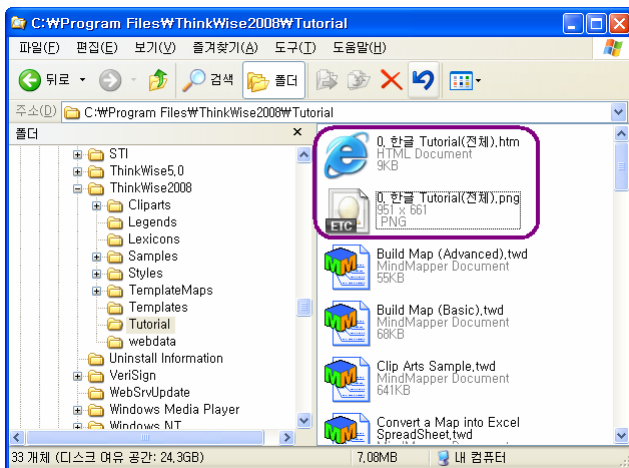 C:₩Program Files₩ThinkWise2008₩Tutorial
파일(F) 편집(E) 보기(V) 즐겨찾기(A) 도구(T) 도움말(H)
뒤로 검색 폴더
주소(D) C:₩Program Files₩ThinkWise2008₩Tutorial
폴더
STI
ThinkWise5,0
ThinkWise2008
Cliparts
Legends
Lexicons
Samples
Styles
TemplateMaps
Templates
Tutorial
webdata
Uninstall Information
VeriSign
WebSrvUpdate
Windows Media Player
Windows NT
0, 한글 Tutorial(전체),htm
HTML Document
9KB
0, 한글 Tutorial(전체),png
951 x 661
PNG
ETC
Build Map (Advanced),twd
MindMapper Document
55KB
Build Map (Basic),twd
MindMapper Document
68KB
Clip Arts Sample,twd
MindMapper Document
641KB
Convert a Map into Excel
SpreadSheet,twd
33 개체 (디스크 여유 공간: 24,3GB) 7,08MB 내 컴퓨터